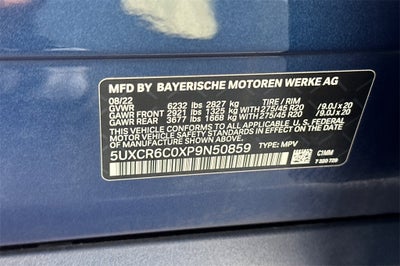 MFD BY BAYERISCHE MOTOREN WERKE AG
08/22
GVWR 6232 lbs 2827 kg TIRE / RIM
GAWR FRONT 2921 lbs 1325 kg 275/45 R20 /9.0J x 20
GAWR REAR 3677 lbs 1668 kg 275/45 R20 /9.0J x 20
THIS VEHICLE CONFORMS TO ALL APPLICABLE U.S. FEDERAL
MOTOR VEHICLE SAFETY STANDARDS IN EFFECT ON THE DATE
OF MANUFACTURE SHOWN ABOVE.
5UXCR6C0XP9N50859 TYPE: MPV C1MM